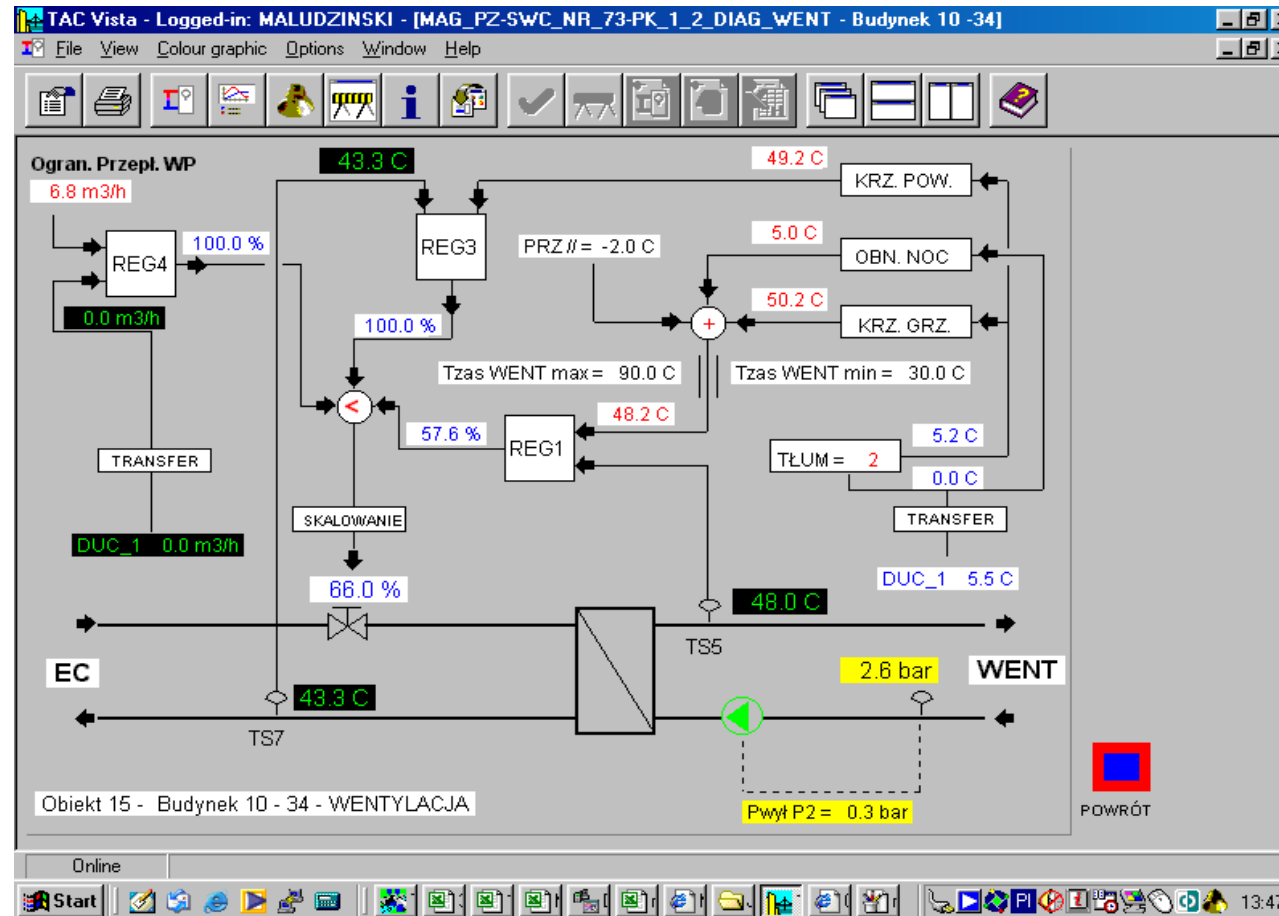 TAC Vista - Logged-in: MALUDZINSKI - [MAG_PZ-SWC_NR_73-PK_1_2_DIAG_WENT - Budynek 10 -34]
File View Colour graphic Options Window Help
Ogran. Przepł. WP
6.8 m3/h
43.3 C
49.2 C
KRZ. POW.
REG4
100.0 %
REG3
PRZ // = -2.0 C
5.0 C
OBN. NOC
0.0 m3/h
100.0 %
50.2 C
KRZ. GRZ.
+
Tzas WENT max = 90.0 C
Tzas WENT min = 30.0 C
<
48.2 C
57.6 %
REG1
5.2 C
TŁUM = 2
0.0 C
TRANSFER
SKALOWANIE
TRANSFER
DUC_1 0.0 m3/h
DUC_1 5.5 C
66.0 %
48.0 C
TS5
EC
2.6 bar
WENT
43.3 C
TS7
Obiekt 15 - Budynek 10 - 34 - WENTYLACJA
Pwył P2 = 0.3 bar
POWRÓT
Online
Start
PI